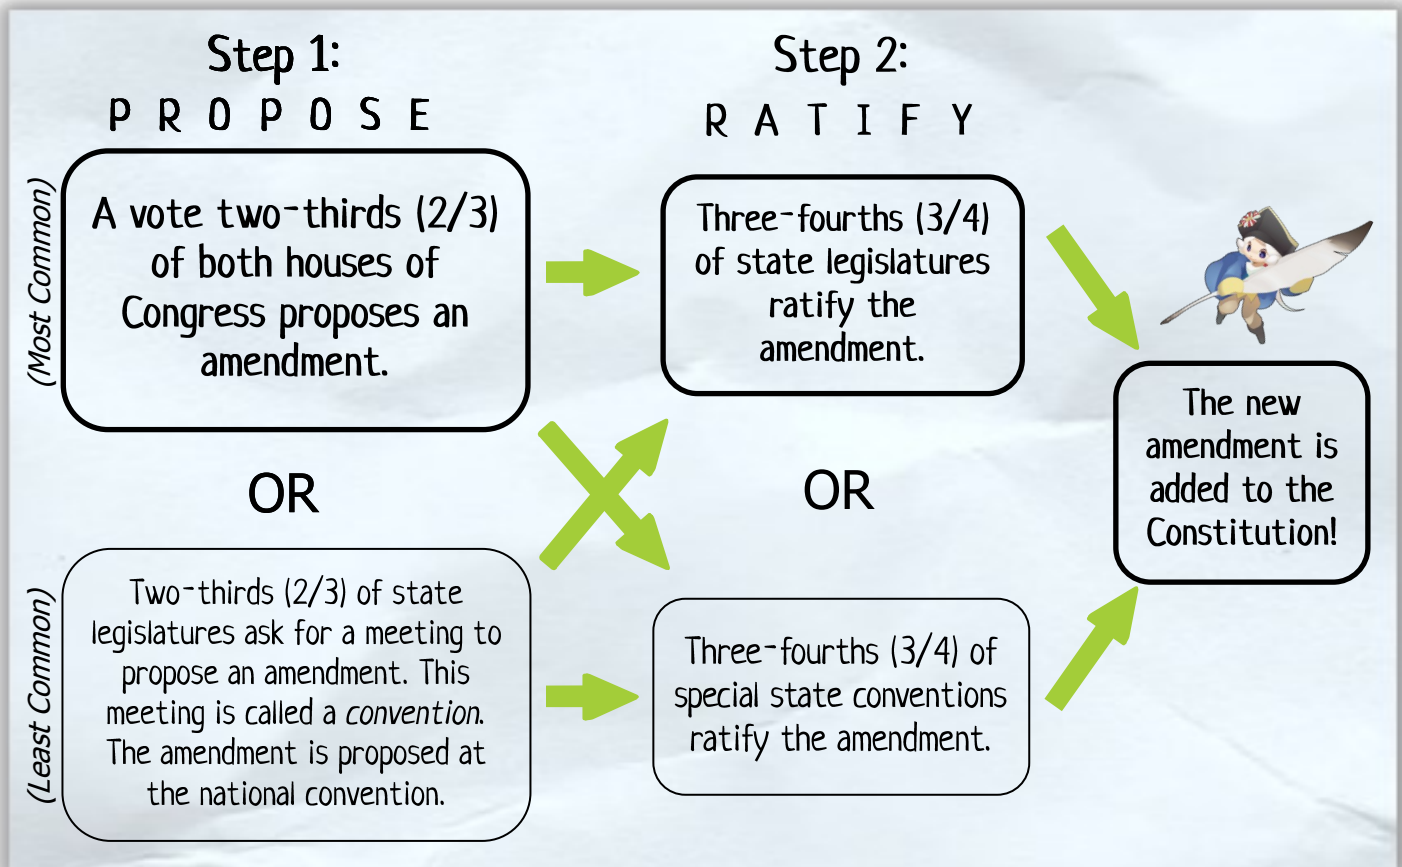 Step 1:
P R O P O S E
(Most Common)
A vote two-thirds (2/3)
of both houses of
Congress proposes an
amendment.
OR
(Least Common)
Two-thirds (2/3) of state
legislatures ask for a meeting to
propose an amendment. This
meeting is called a convention.
The amendment is proposed at
the national convention.
Step 2:
R A T I F Y
Three-fourths (3/4)
of state legislatures
ratify the
amendment.
OR
Three-fourths (3/4) of
special state conventions
ratify the amendment.
The new
amendment is
added to the
Constitution!